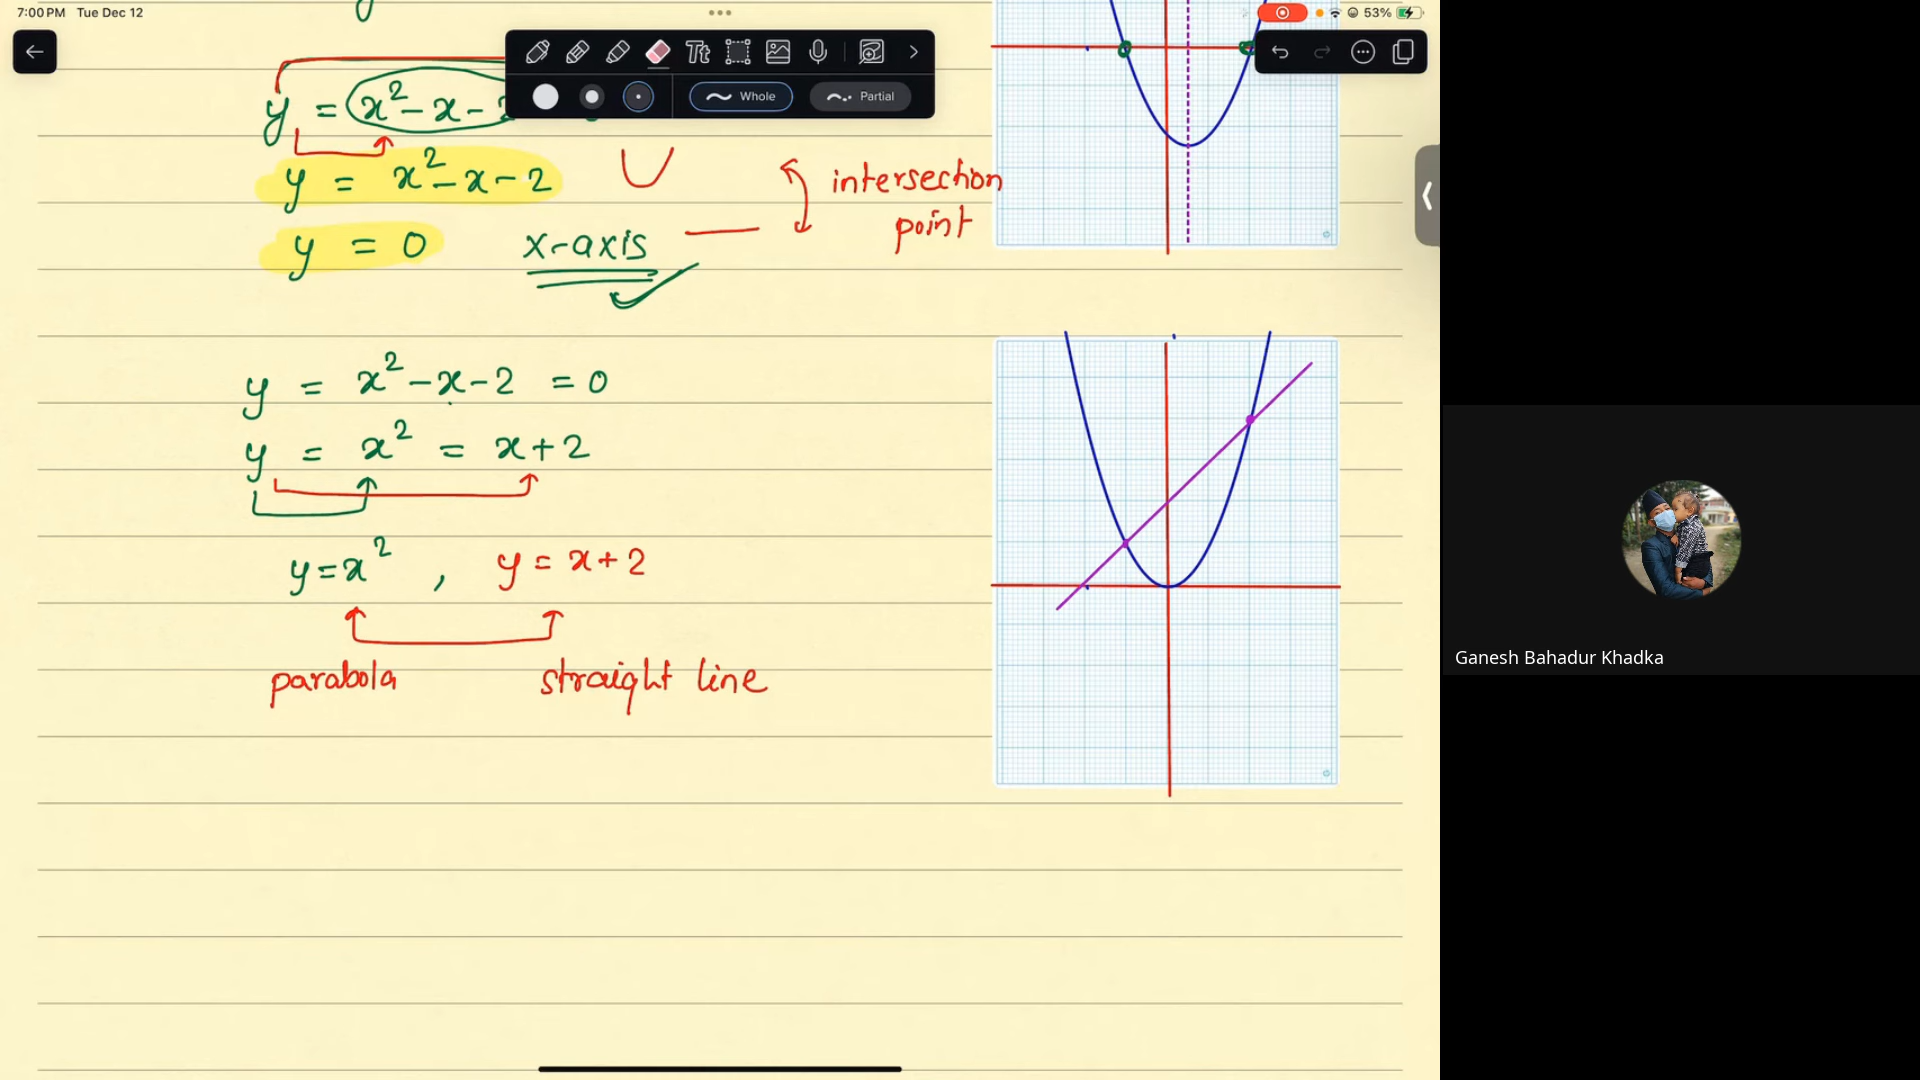 7:00 PM Tue Dec 12
53%
Tt
Whole Partial
y = x² - x -
y = x² - x - 2
intersection
point
y = 0 x-axis
y = x² - x - 2 = 0
y = x² = x + 2
y = x² , y = x + 2
parabola straight line
Ganesh Bahadur Khadka